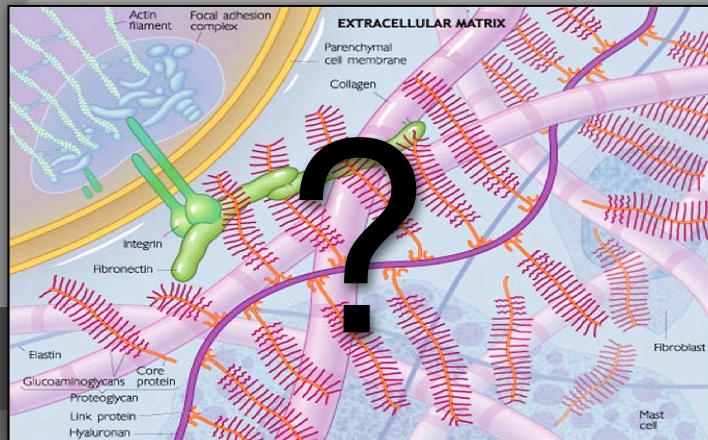 Actin
filament
Focal adhesion
complex
EXTRACELLULAR MATRIX
Parenchymal
cell membrane
Collagen
?
Integrin
Fibronectin
Elastin
Glucoaminoglycans
Core
protein
Proteoglycan
Link protein
Hyaluronan
Fibroblast
Mast
cell